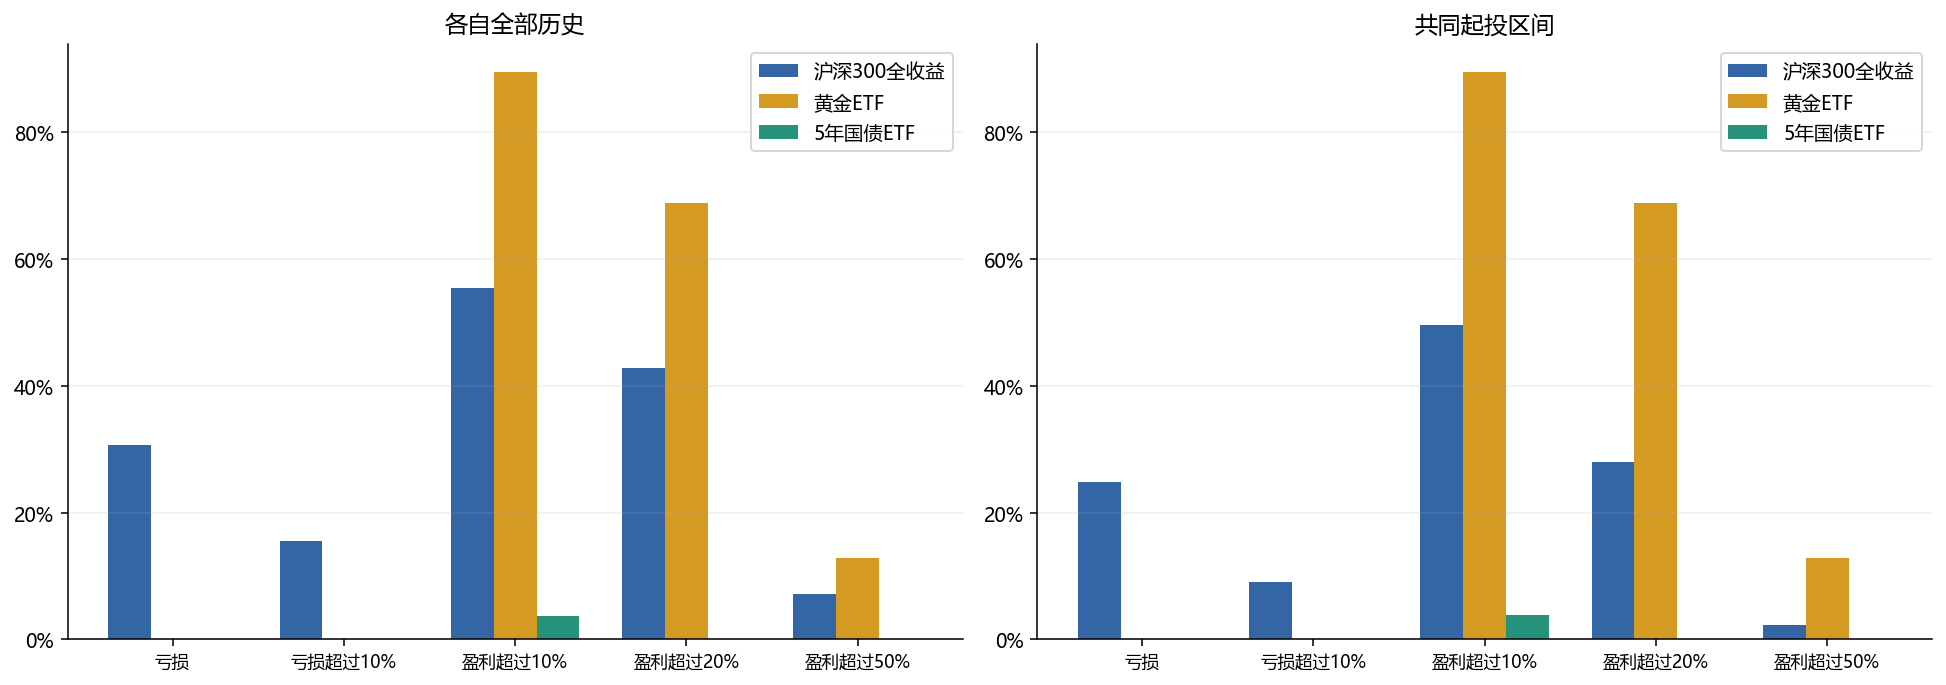 各自全部历史
沪深300全收益
黄金ETF
5年国债ETF
80%
60%
40%
20%
0%
亏损
亏损超过10%
盈利超过10%
盈利超过20%
盈利超过50%
共同起投区间
沪深300全收益
黄金ETF
5年国债ETF
80%
60%
40%
20%
0%
亏损
亏损超过10%
盈利超过10%
盈利超过20%
盈利超过50%